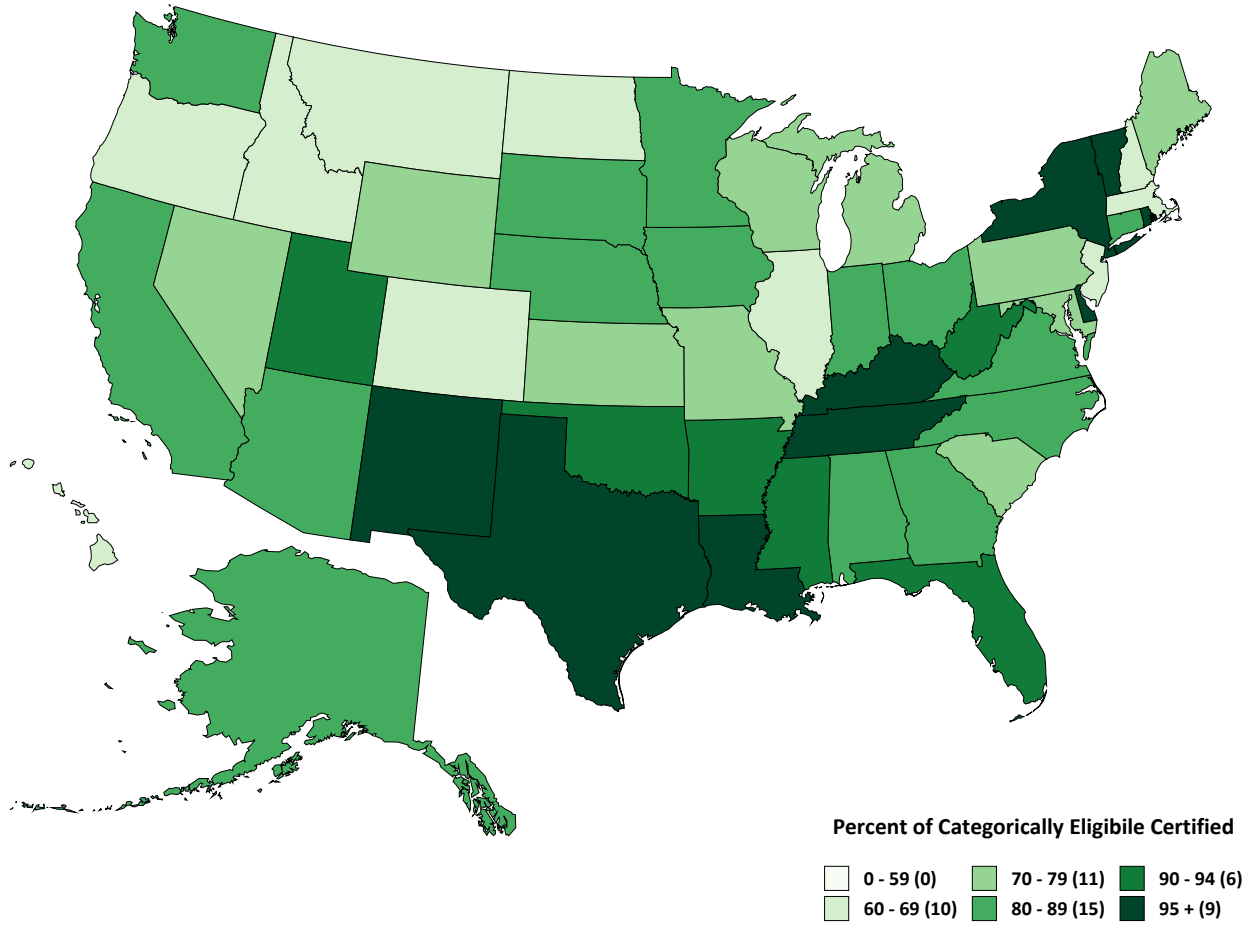 Percent of Categorically Eligibile Certified
0 - 59 (0) 70 - 79 (11) 90 - 94 (6)
60 - 69 (10) 80 - 89 (15) 95 + (9)